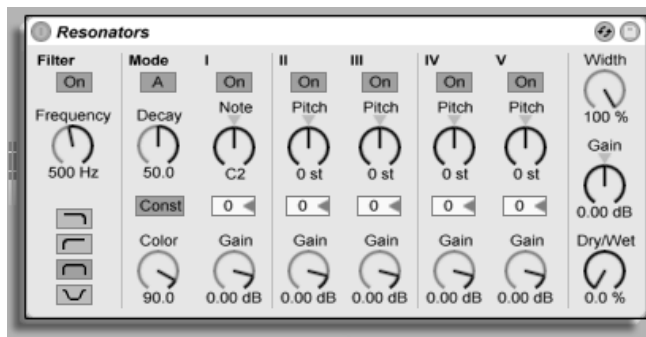 Resonators
Filter Mode I II III IV V Width
On A On On On On On
100 %
Frequency Decay Note Pitch Pitch Pitch Pitch
Gain
500 Hz 50.0 C2 0 st 0 st 0 st 0 st
Const 0 0 0 0 0
0.00 dB
Color Gain Gain Gain Gain Gain Dry/Wet
90.0 0.00 dB 0.00 dB 0.00 dB 0.00 dB 0.00 dB 0.0 %